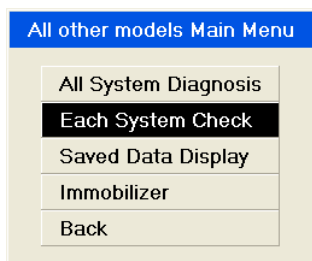 All other models Main Menu
All System Diagnosis
Each System Check
Saved Data Display
Immobilizer
Back